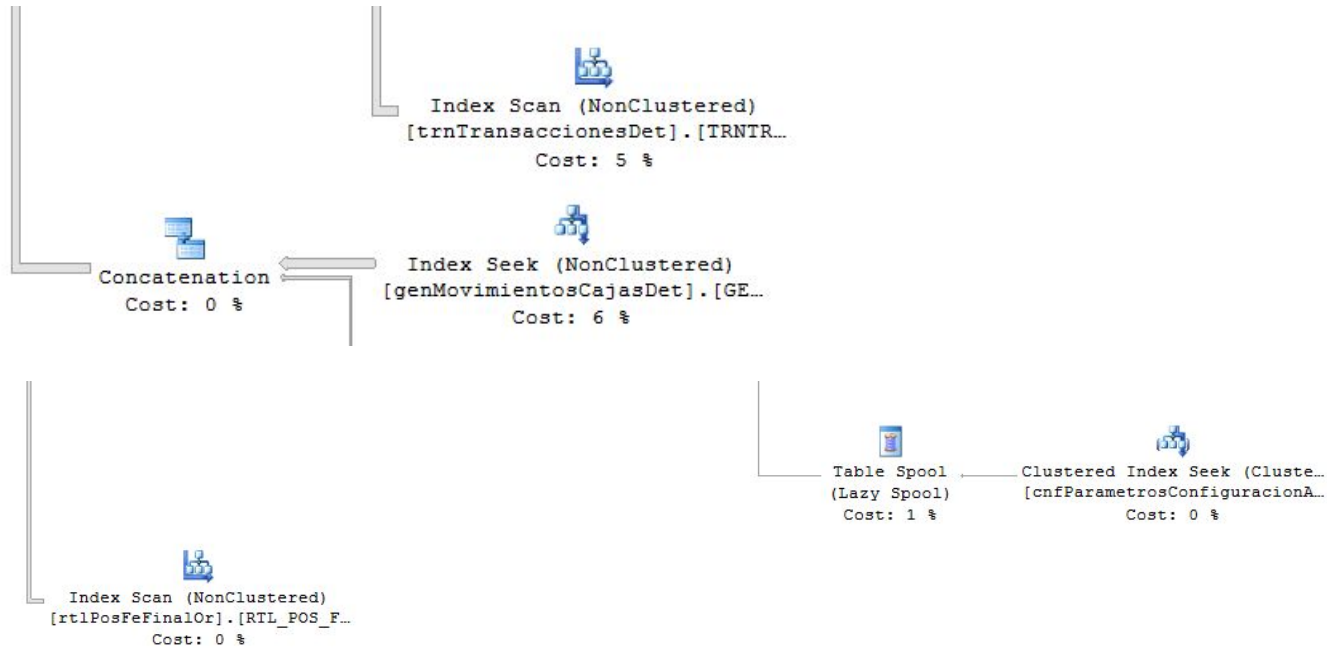 Index Scan (NonClustered)
[trnTransaccionesDet].[TRNTR…
Cost: 5 %
Concatenation
Cost: 0 %
Index Seek (NonClustered)
[genMovimientosCajasDet].[GE…
Cost: 6 %
Table Spool
(Lazy Spool)
Cost: 1 %
Clustered Index Seek (Cluste…
[cnfParametrosConfiguracionA…
Cost: 0 %
Index Scan (NonClustered)
[rtlPosFeFinalOr].[RTL_POS_F…
Cost: 0 %